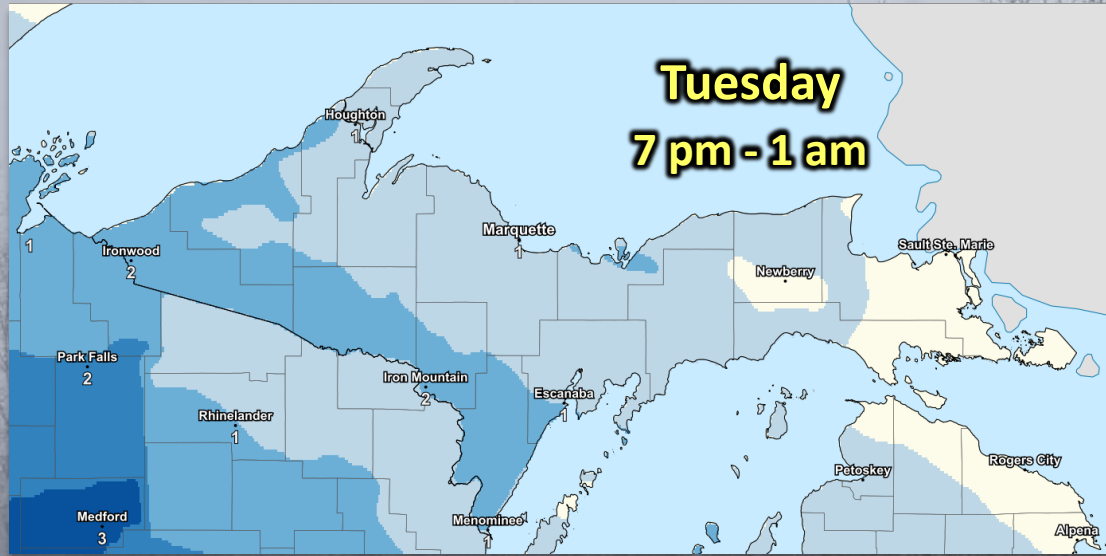 Tuesday
7 pm - 1 am
Houghton
1
Marquette
1
1
Ironwood
2
Sault Ste. Marie
Newberry
Park Falls
2
Iron Mountain
2
Escanaba
1
Rhinelander
1
Petoskey
Rogers City
Medford
3
Menominee
1
Alpena